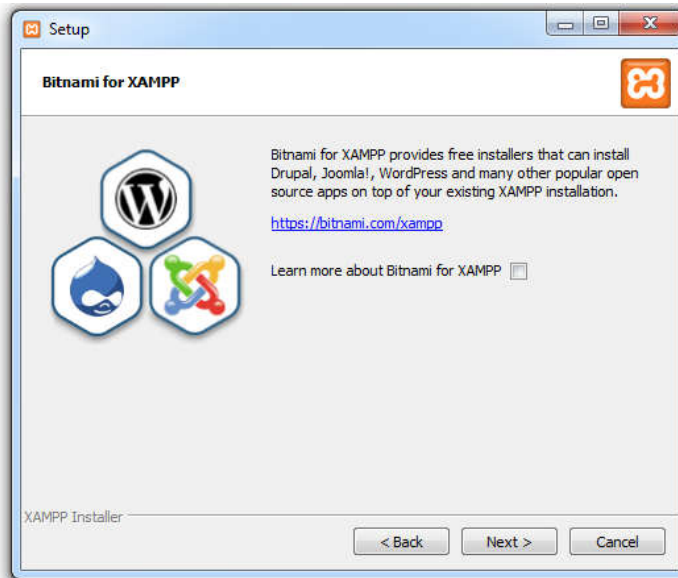 Setup
Bitnami for XAMPP
Bitnami for XAMPP provides free installers that can install
Drupal, Joomla!, WordPress and many other popular open
source apps on top of your existing XAMPP installation.
https://bitnami.com/xampp
Learn more about Bitnami for XAMPP
XAMPP Installer
< Back
Next >
Cancel